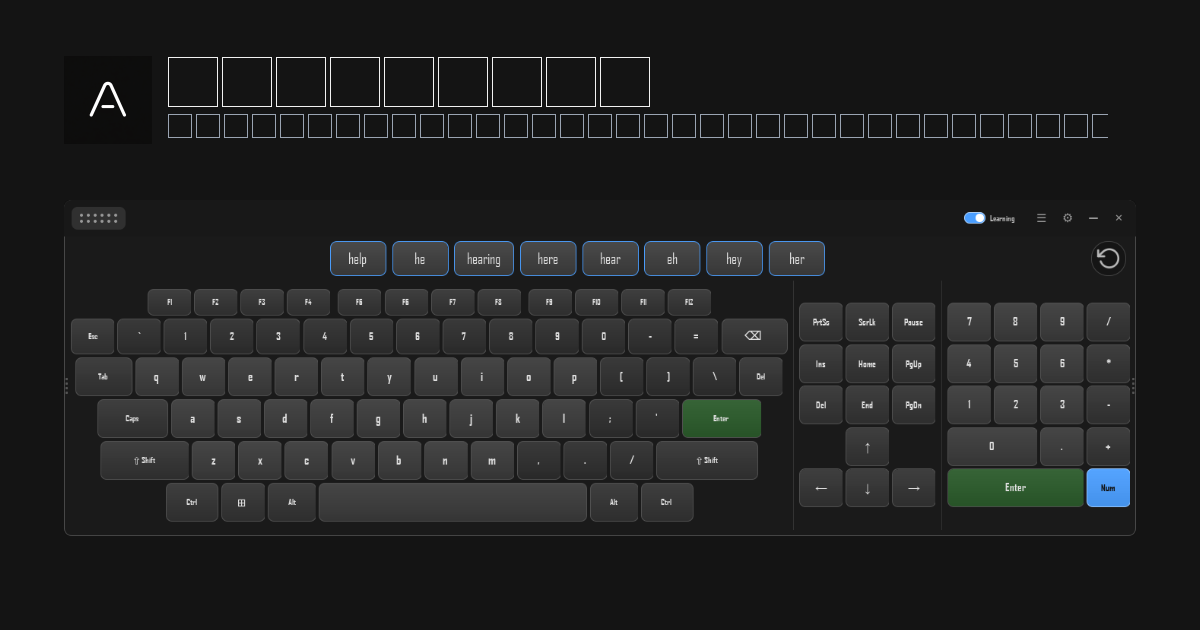 Learning
help he hearing here hear eh hey her
F1 F2 F3 F4 F5 F6 F7 F8 F9 F10 F11 F12
Esc ` 1 2 3 4 5 6 7 8 9 0 - = ⌫
Tab q w e r t y u i o p [ ] \ Del
Caps a s d f g h j k l ; ' Enter
⇧ Shift z x c v b n m , . / ⇧ Shift
Ctrl ⊞ Alt Alt Ctrl
PrtSc ScrLk Pause
Ins Home PgUp
Del End PgDn
↑
← ↓ →
7 8 9 /
4 5 6 *
1 2 3 -
0 . +
Enter Num